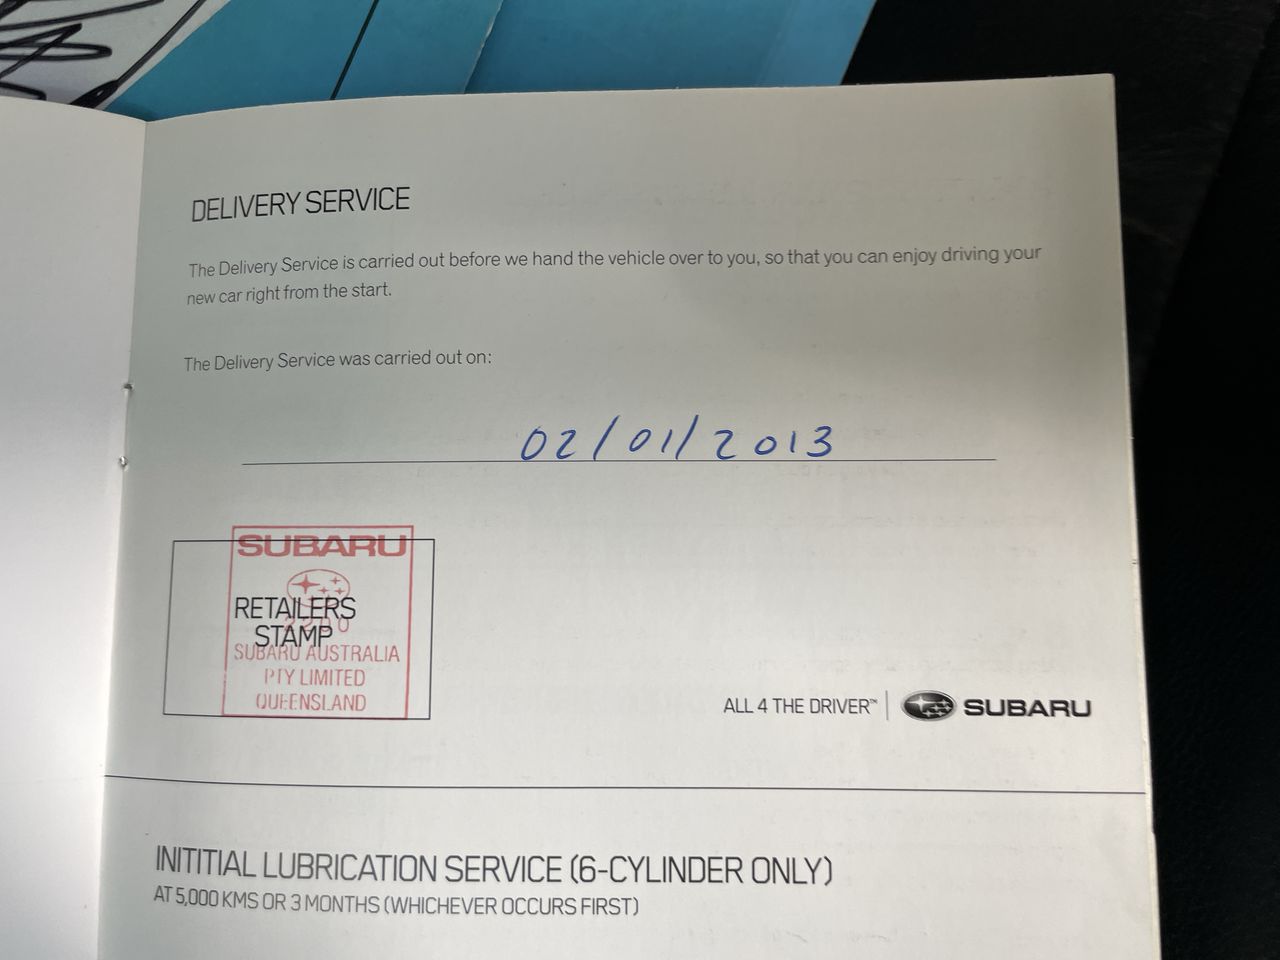 DELIVERY SERVICE
The Delivery Service is carried out before we hand the vehicle over to you, so that you can enjoy driving your
new car right from the start.
The Delivery Service was carried out on:
02/01/2013
SUBARU
RETAILERS
STAMP
SUBARU AUSTRALIA
PTY LIMITED
QUEENSLAND
ALL 4 THE DRIVER™ | SUBARU
INITITIAL LUBRICATION SERVICE (6-CYLINDER ONLY)
AT 5,000 KMS OR 3 MONTHS (WHICHEVER OCCURS FIRST)